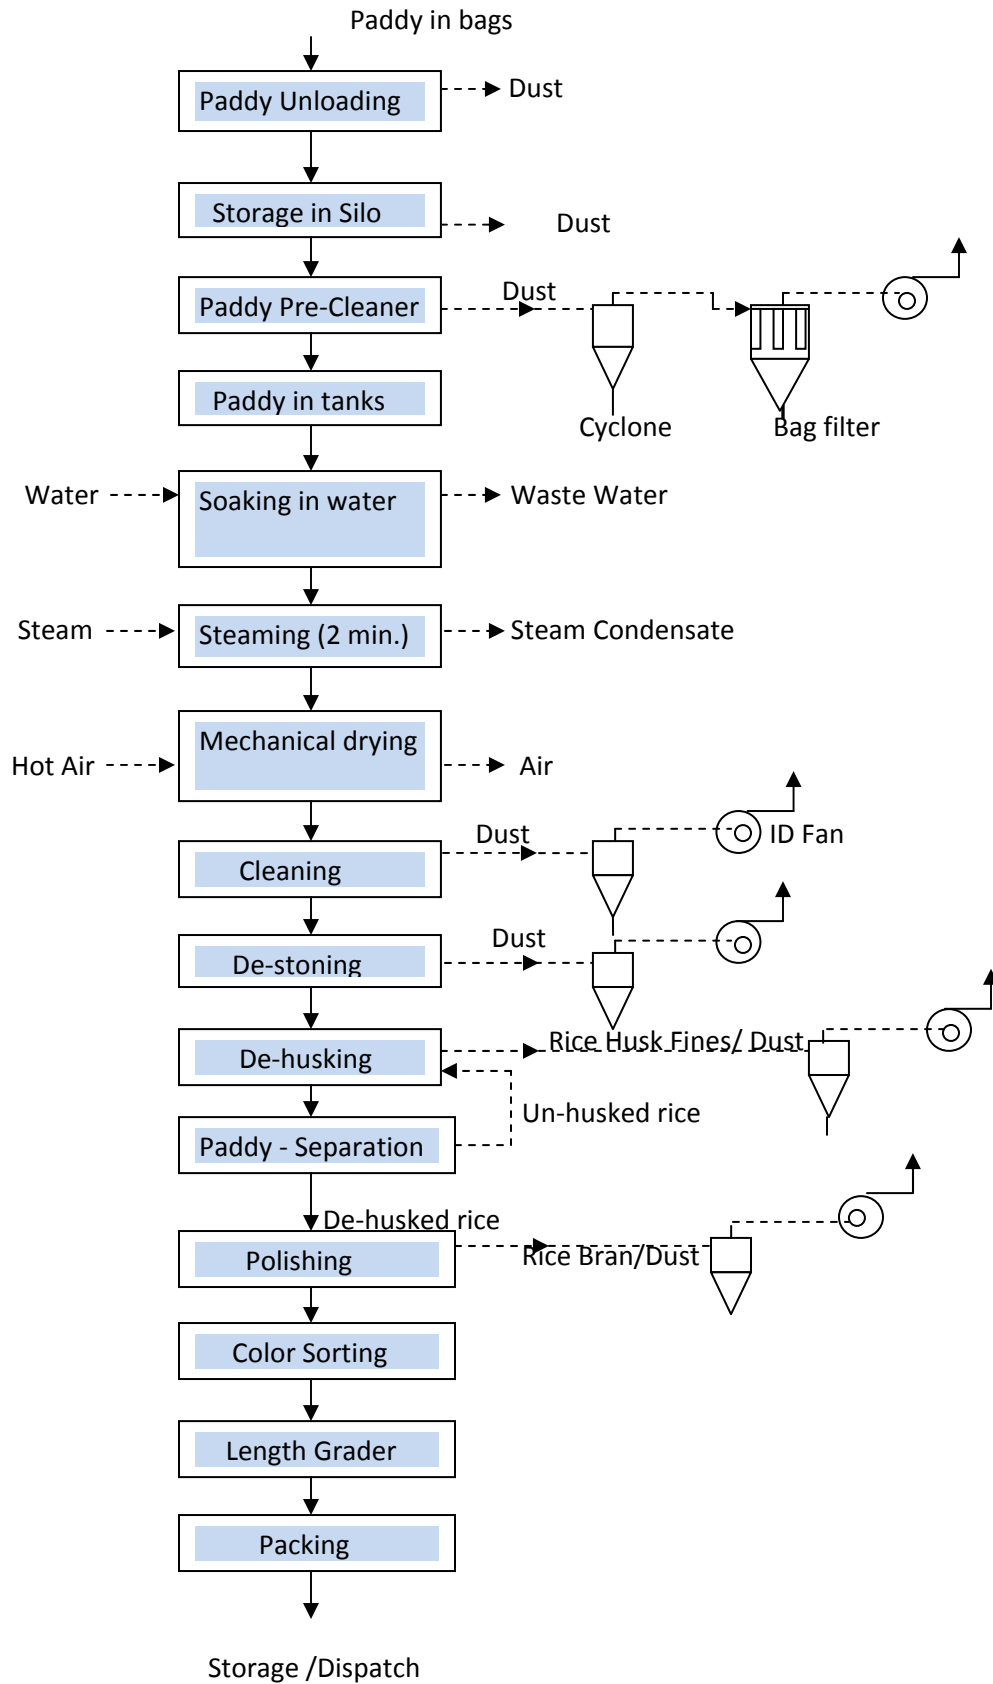 Paddy in bags
Paddy Unloading
Dust
Storage in Silo
Dust
Paddy Pre-Cleaner
Dust
Paddy in tanks
Cyclone
Bag filter
Water
Soaking in water
Waste Water
Steam
Steaming (2 min.)
Steam Condensate
Mechanical drying
Hot Air
Air
Dust
ID Fan
Cleaning
Dust
De-stoning
Rice Husk Fines/ Dust
De-husking
Un-husked rice
Paddy - Separation
De-husked rice
Rice Bran/Dust
Polishing
Color Sorting
Length Grader
Packing
Storage /Dispatch